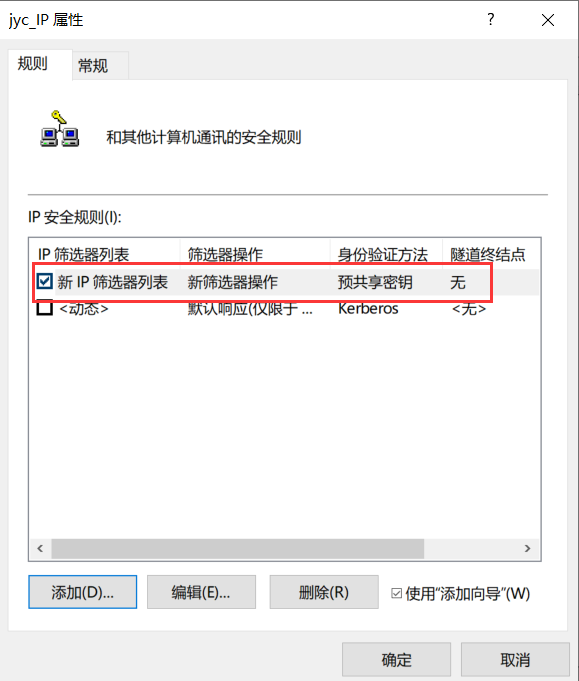 jyc_IP 属性
规则 常规
和其他计算机通讯的安全规则
IP 安全规则(I):
IP 筛选器列表 筛选器操作 身份验证方法 隧道终结点
新 IP 筛选器列表 新筛选器操作 预共享密钥 无
<动态> 默认响应(仅限于 ... Kerberos <无>
添加(D)... 编辑(E)... 删除(R) 使用“添加向导”(W)
确定 取消